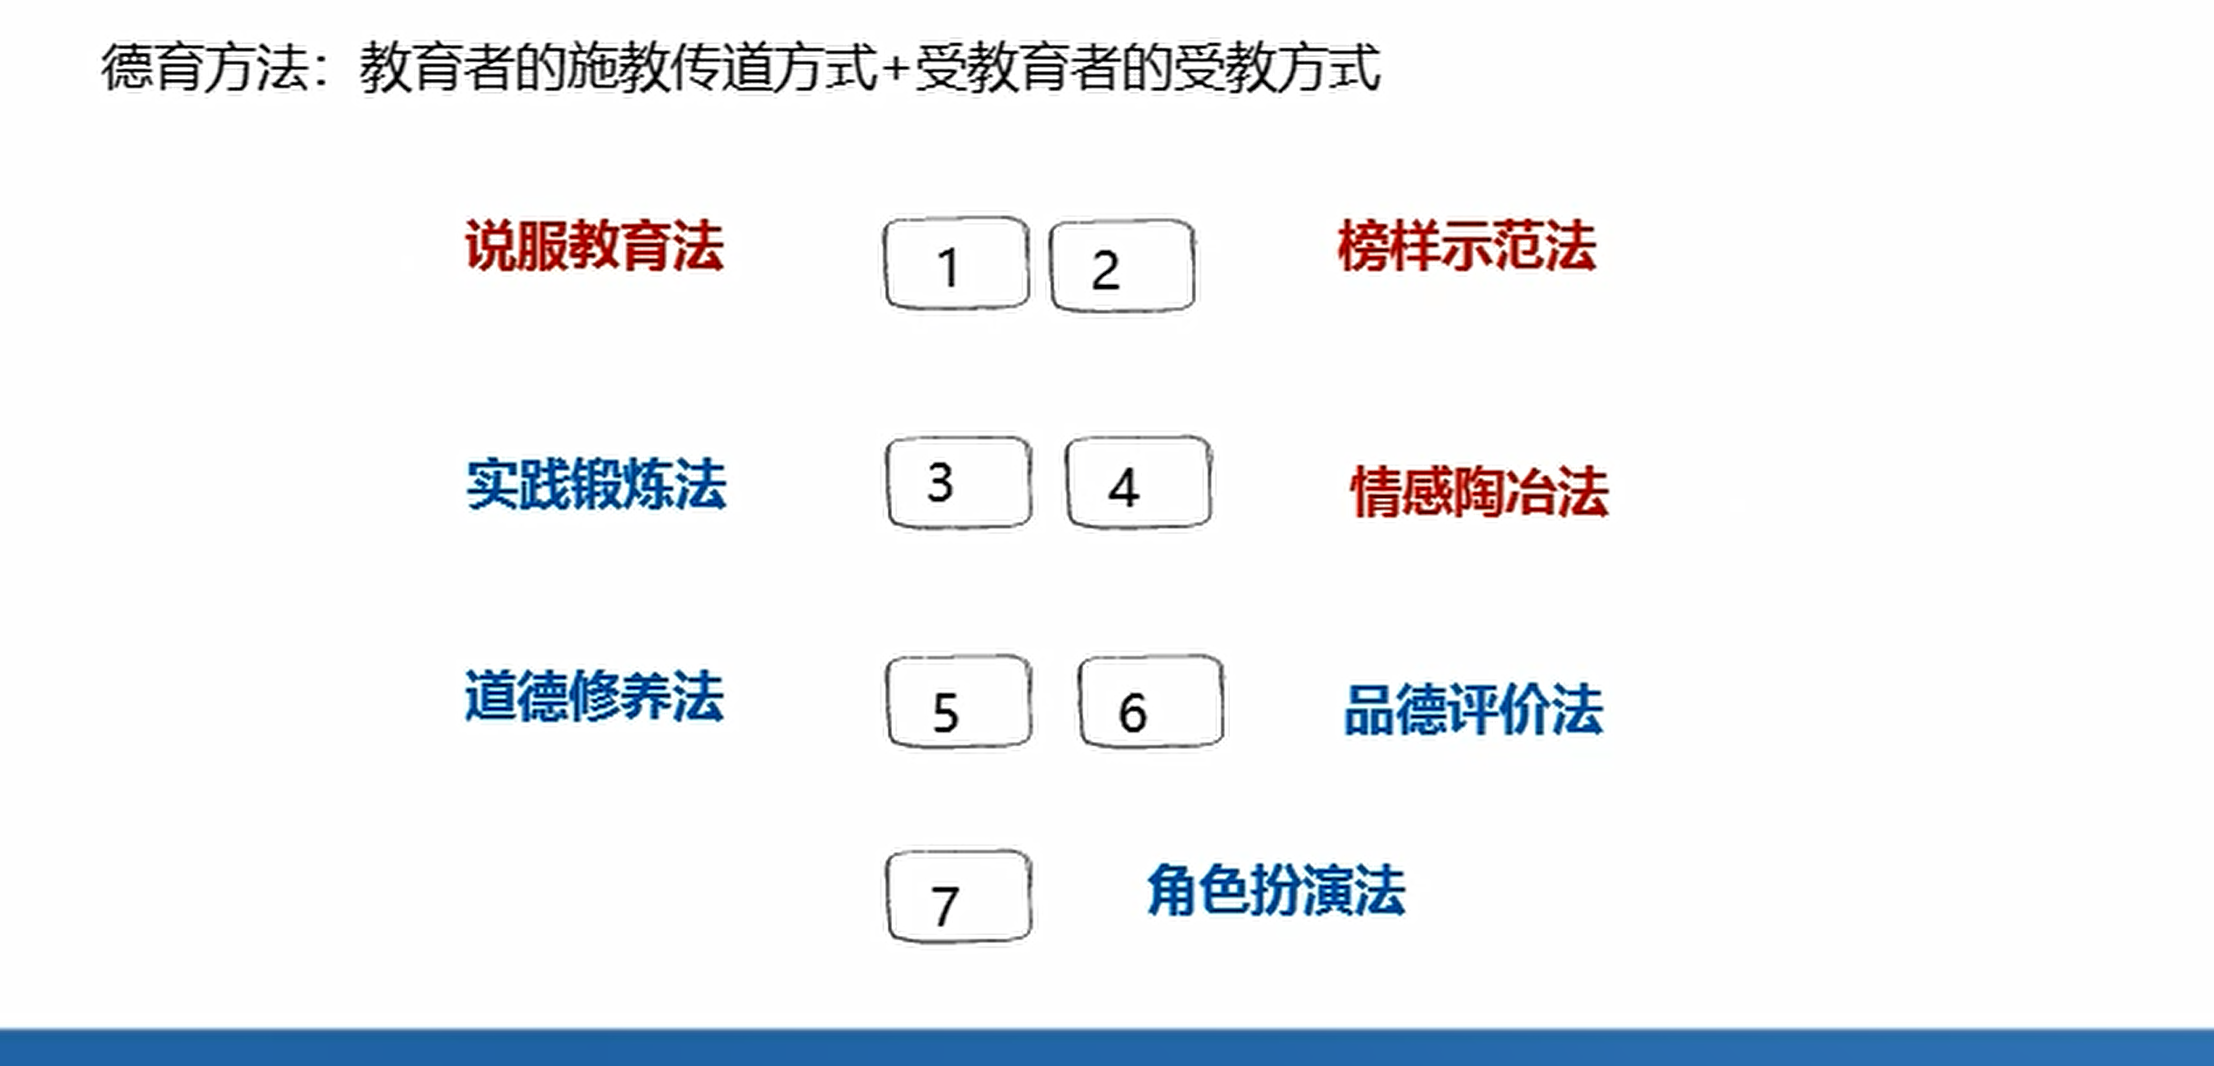 德育方法：教育者的施教传道方式+受教育者的受教方式
说服教育法 1 2 榜样示范法
实践锻炼法 3 4 情感陶冶法
道德修养法 5 6 品德评价法
7 角色扮演法